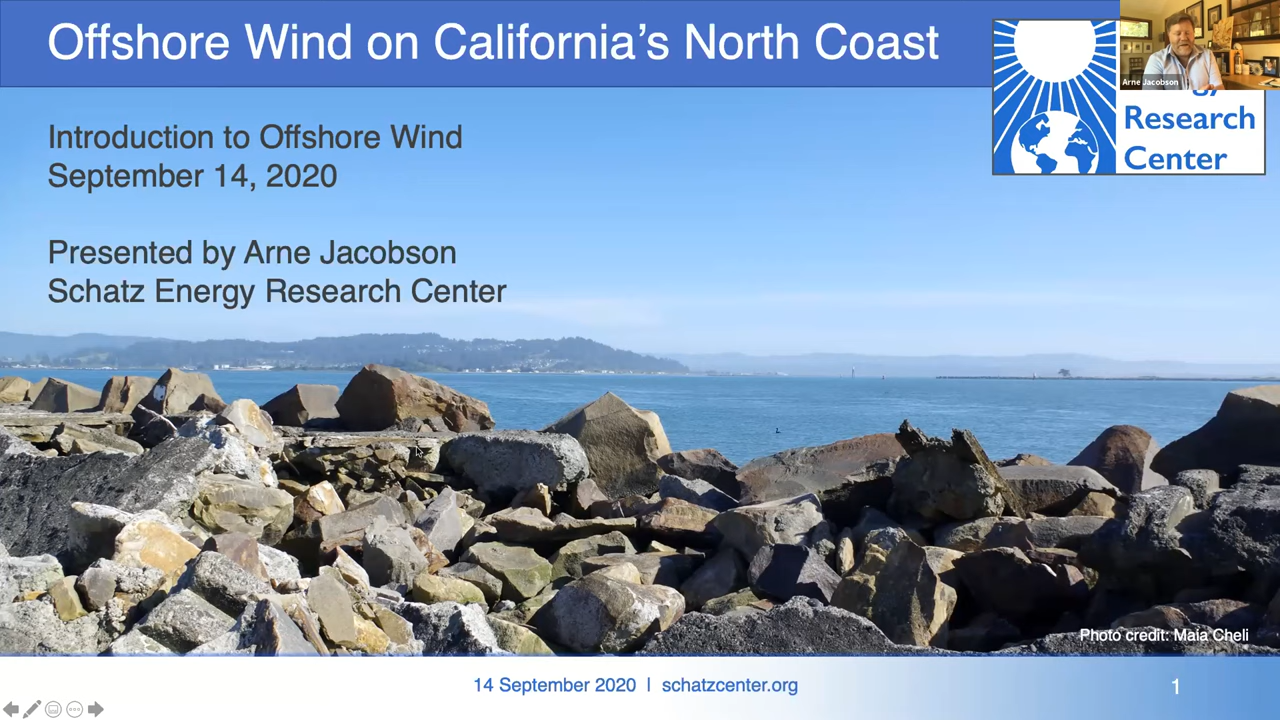 Offshore Wind on California's North Coast
Arne Jacobson
Research
Center
Introduction to Offshore Wind
September 14, 2020
Presented by Arne Jacobson
Schatz Energy Research Center
Photo credit: Maia Cheli
14 September 2020 | schatzcenter.org
1